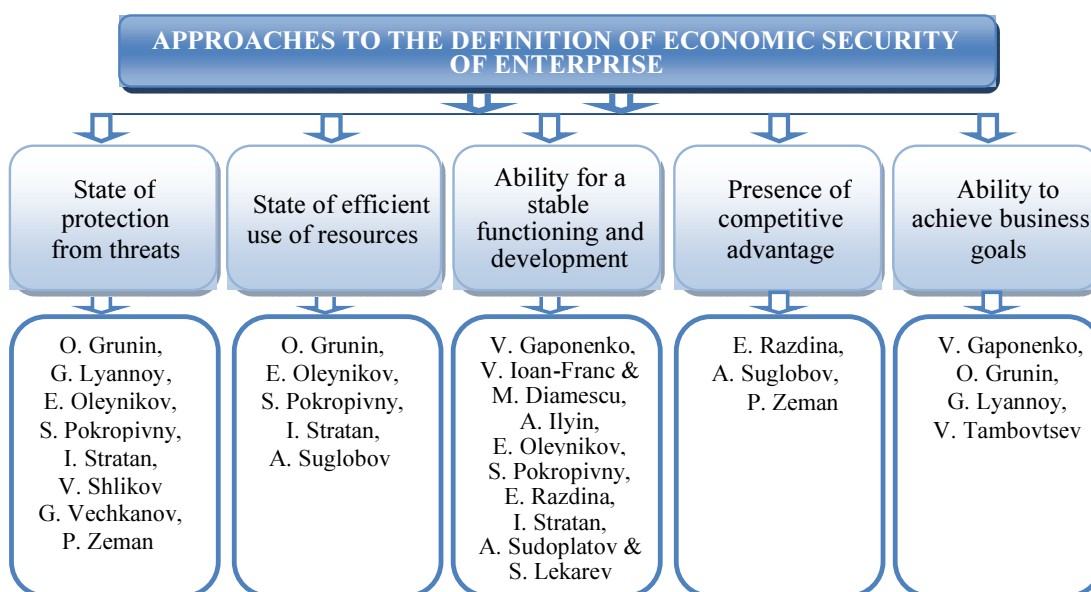 APPROACHES TO THE DEFINITION OF ECONOMIC SECURITY
OF ENTERPRISE
State of
protection
from threats
State of efficient
use of resources
Ability for a
stable
functioning and
development
Presence of
competitive
advantage
Ability to
achieve business
goals
O. Grunin,
G. Lyannoy,
E. Oleynikov,
S. Pokropivny,
I. Stratan,
V. Shlikov
G. Vechkanov,
P. Zeman
O. Grunin,
E. Oleynikov,
S. Pokropivny,
I. Stratan,
A. Suglobov
V. Gaponenko,
V. Ioan-Franc &
M. Diamescu,
A. Ilyin,
E. Oleynikov,
S. Pokropivny,
E. Razdina,
I. Stratan,
A. Sudoplatov &
S. Lekarev
E. Razdina,
A. Suglobov,
P. Zeman
V. Gaponenko,
O. Grunin,
G. Lyannoy,
V. Tambovtsev